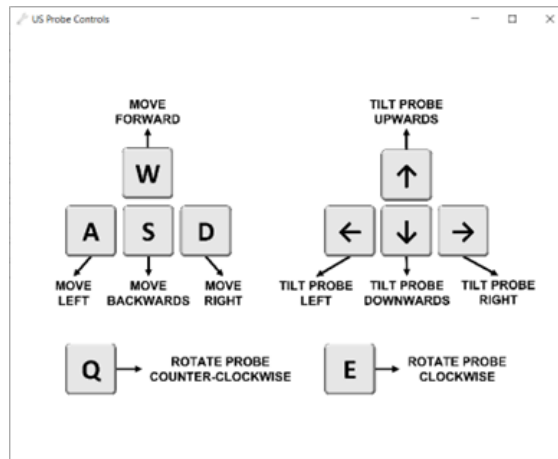 US Probe Controls
MOVE
FORWARD
W
A
S
D
MOVE
LEFT
MOVE
BACKWARDS
MOVE
RIGHT
TILT PROBE
UPWARDS
↑
←
↓
→
TILT PROBE
LEFT
TILT PROBE
DOWNWARDS
TILT PROBE
RIGHT
Q
ROTATE PROBE
COUNTER-CLOCKWISE
E
ROTATE PROBE
CLOCKWISE